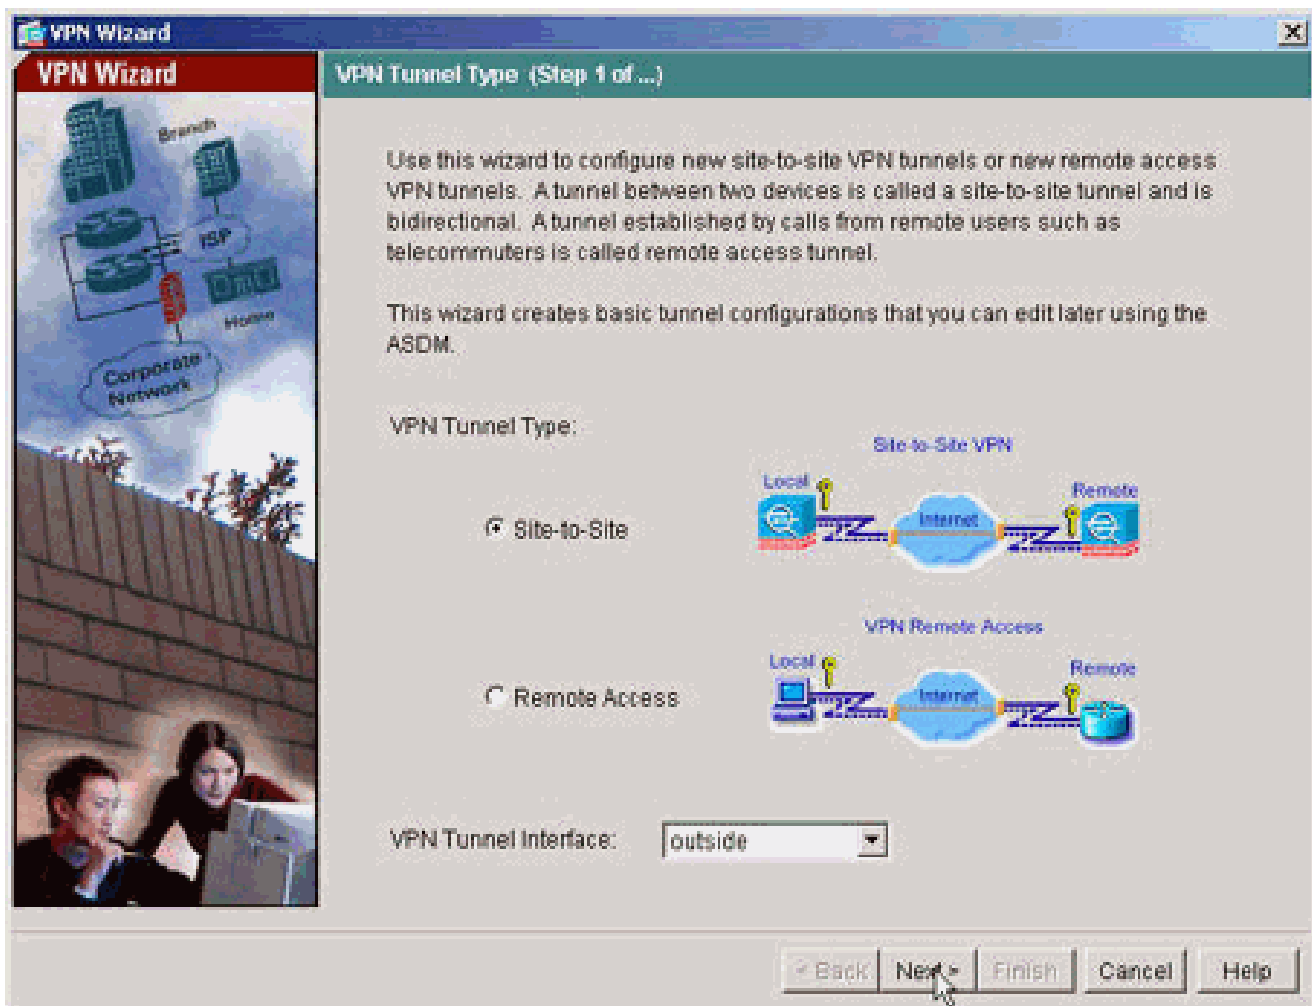 VPN Wizard
VPN Wizard
VPN Tunnel Type (Step 1 of ...)
Branch
ISP
Home
Corporate
Network
Use this wizard to configure new site-to-site VPN tunnels or new remote access
VPN tunnels. A tunnel between two devices is called a site-to-site tunnel and is
bidirectional. A tunnel established by calls from remote users such as
telecommuters is called remote access tunnel.
This wizard creates basic tunnel configurations that you can edit later using the
ASDM.
VPN Tunnel Type:
Site-to-Site VPN
Local
Remote
Internet
Site-to-Site
VPN Remote Access
Local
Remote
Internet
Remote Access
VPN Tunnel Interface:
outside
< Back
Next >
Finish
Cancel
Help